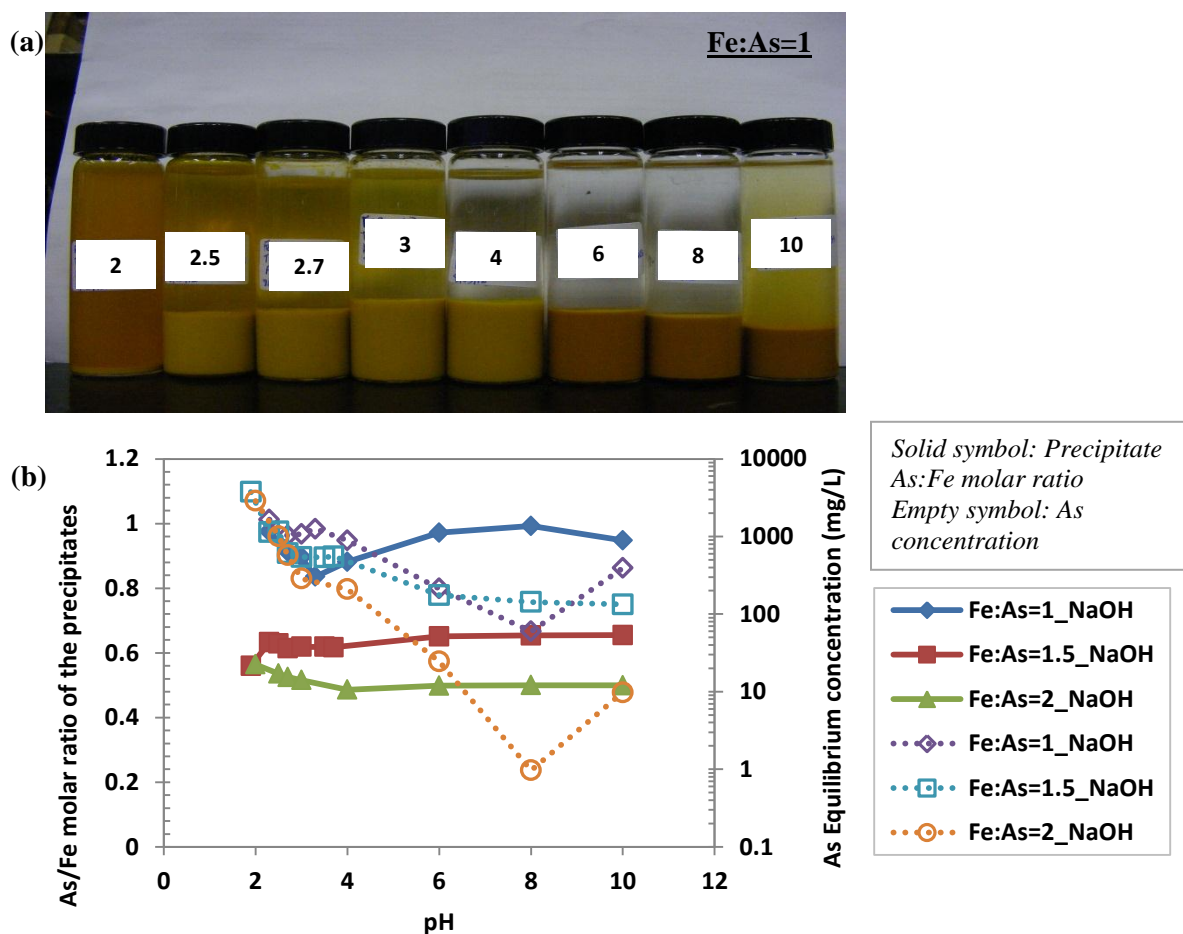 (a)
Fe:As=1
2
2.5
2.7
3
4
6
8
10
(b)
As/Fe molar ratio of the precipitates
1.2
1
0.8
0.6
0.4
0.2
0
10000
1000
100
10
1
0.1
As Equilibrium concentration (mg/L)
0 2 4 6 8 10 12
pH
Solid symbol: Precipitate
As:Fe molar ratio
Empty symbol: As
concentration
Fe:As=1_NaOH
Fe:As=1.5_NaOH
Fe:As=2_NaOH
Fe:As=1_NaOH
Fe:As=1.5_NaOH
Fe:As=2_NaOH